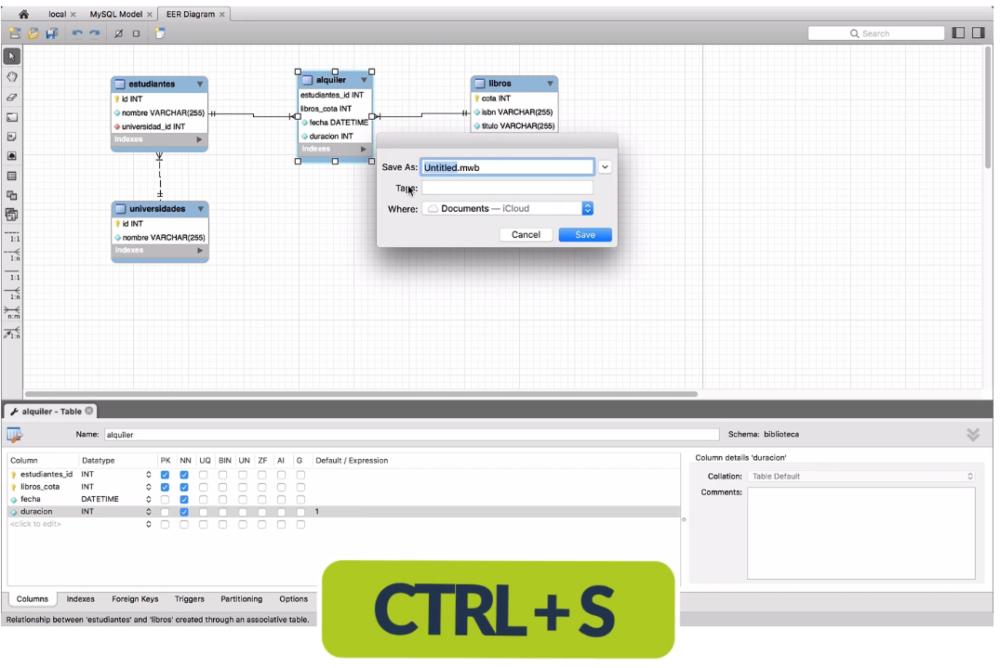 local × MySQL Model × EER Diagram ×
Search
estudiantes
id INT
nombre VARCHAR(255)
universidad_id INT
Indexes
alquiler
estudiantes_id INT
libros_cota INT
fecha DATETIME
duracion INT
Indexes
libros
cota INT
isbn VARCHAR(255)
titulo VARCHAR(255)
universidades
id INT
nombre VARCHAR(255)
Indexes
Save As: Untitled.mwb
Tags:
Where: Documents — iCloud
Cancel Save
1:1
1:n
1:1
1:n
n:m
1:n
alquiler - Table
Name: alquiler Schema: biblioteca
Column Datatype PK NN UQ BIN UN ZF AI G Default / Expression
estudiantes_id INT
libros_cota INT
fecha DATETIME
duracion INT 1
<click to edit>
Column details 'duracion'
Collation: Table Default
Comments:
Columns Indexes Foreign Keys Triggers Partitioning Options
Relationship between 'estudiantes' and 'libros' created through an associative table.
CTRL+S